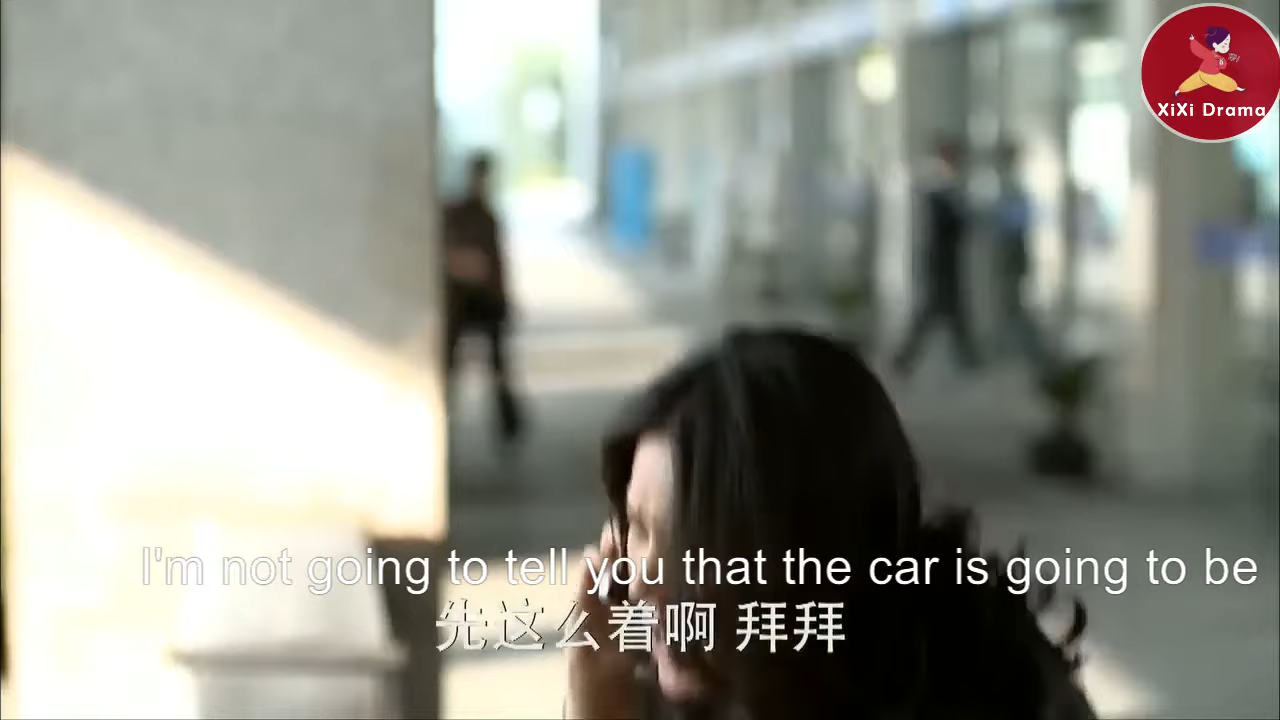 XiXi Drama
I'm not going to tell you that the car is going to be
先这么着啊 拜拜